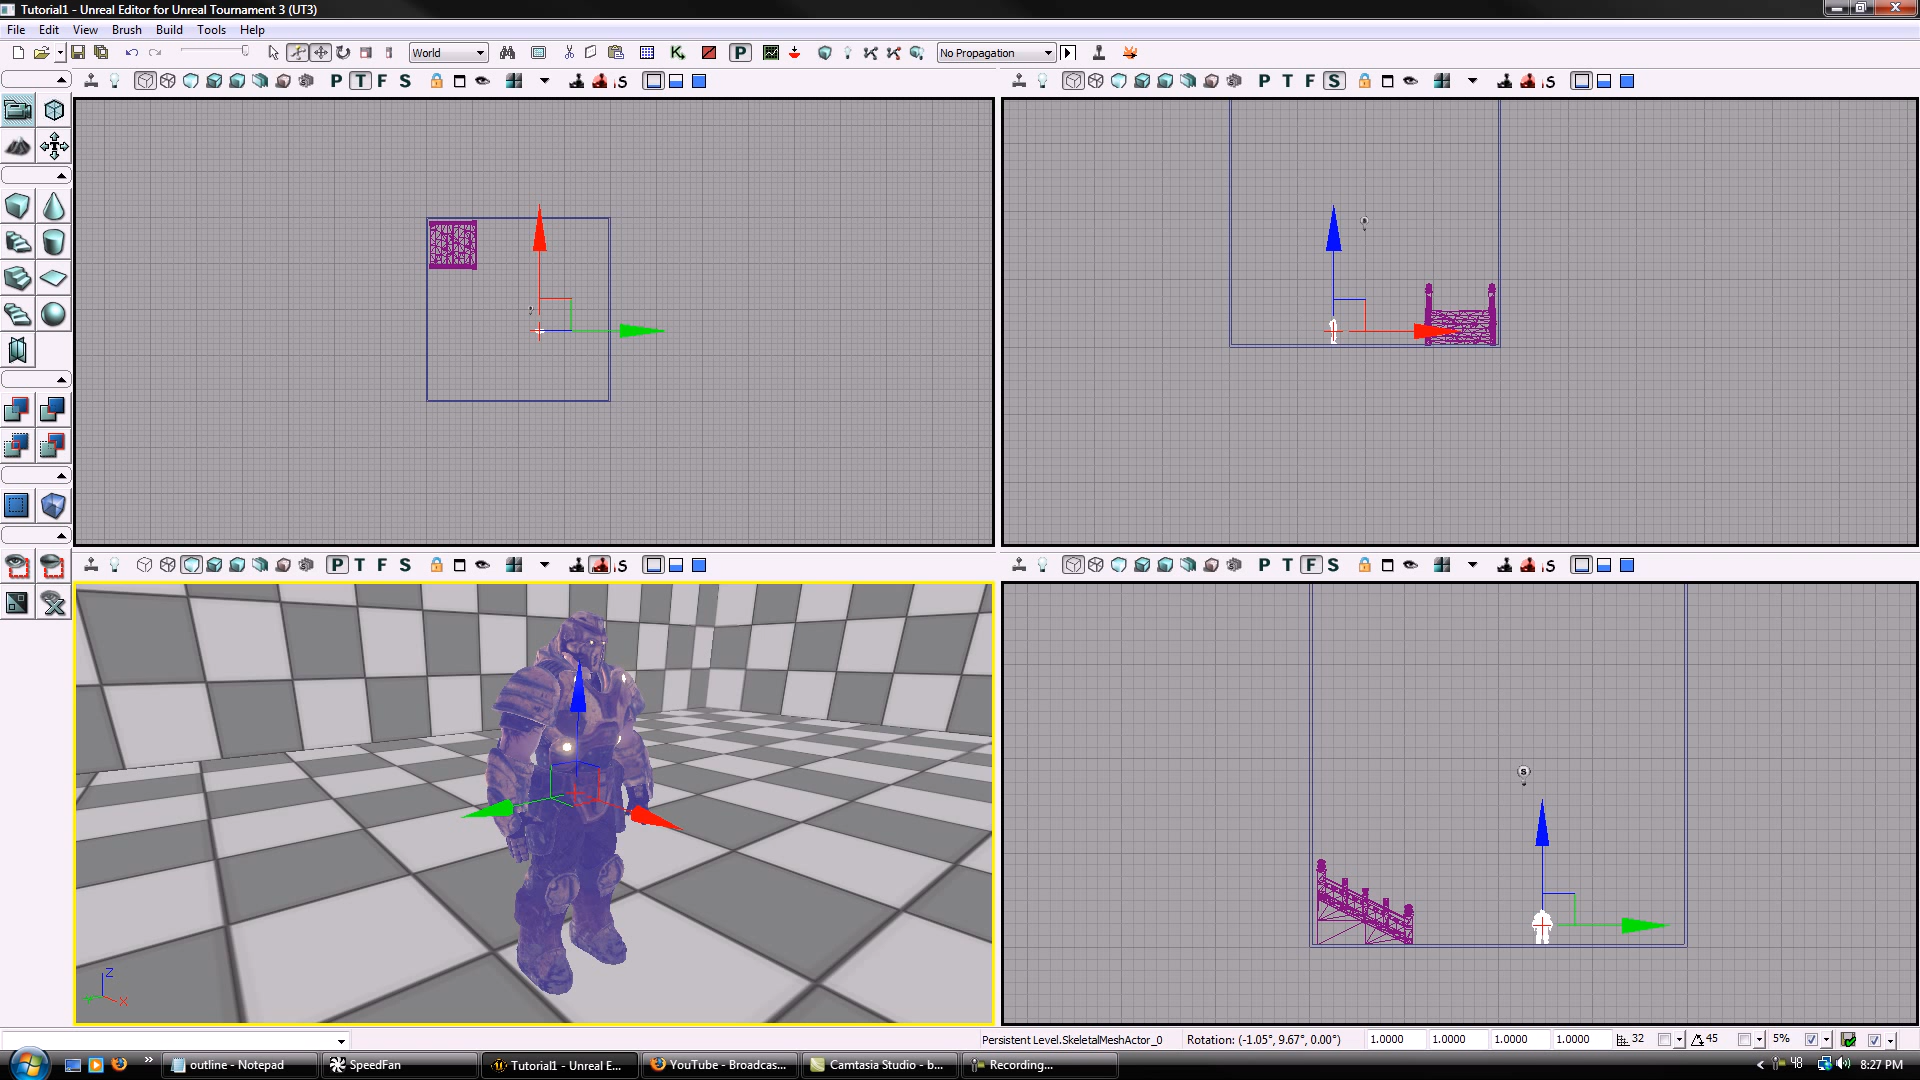 Tutorial1 - Unreal Editor for Unreal Tournament 3 (UT3)
File Edit View Brush Build Tools Help
World
K
P
No Propagation
P T F S
S
P T F S
S
P T F S
S
P T F S
S
S
Z
X
Persistent Level.SkeletalMeshActor_0
Rotation: (-1.05°, 9.67°, 0.00°)
1.0000
1.0000
1.0000
1.0000
32
45
5%
outline - Notepad
SpeedFan
Tutorial1 - Unreal E...
YouTube - Broadcas...
Camtasia Studio - b...
Recording...
48
8:27 PM